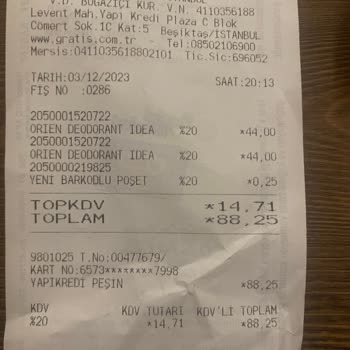 V.D. BOĞAZİÇİ KUR. V.N. 4110356188
Levent Mah.Yapı Kredi Plaza C Blok
Cömert Sok.1C Kat:5 Beşiktaş/İSTANBUL
www.gratis.com.tr - Tel:08502106900
Mersis:0411035618802101 Tic.Sic:596052
TARİH:03/12/2023 SAAT:20:13
FİŞ NO :0286
2050001520722
ORIEN DEODORANT IDEA %20 *44,00
2050001520722
ORIEN DEODORANT IDEA %20 *44,00
2050000219825
YENİ BARKODLU POŞET %20 *0,25
TOPKDV *14,71
TOPLAM *88,25
9801025 T.No:00477679/
KART NO:6573********7998
YAPIKREDİ PEŞİN *88,25
KDV KDV TUTARI KDV'Lİ TOPLAM
%20 *14,71 *88,25